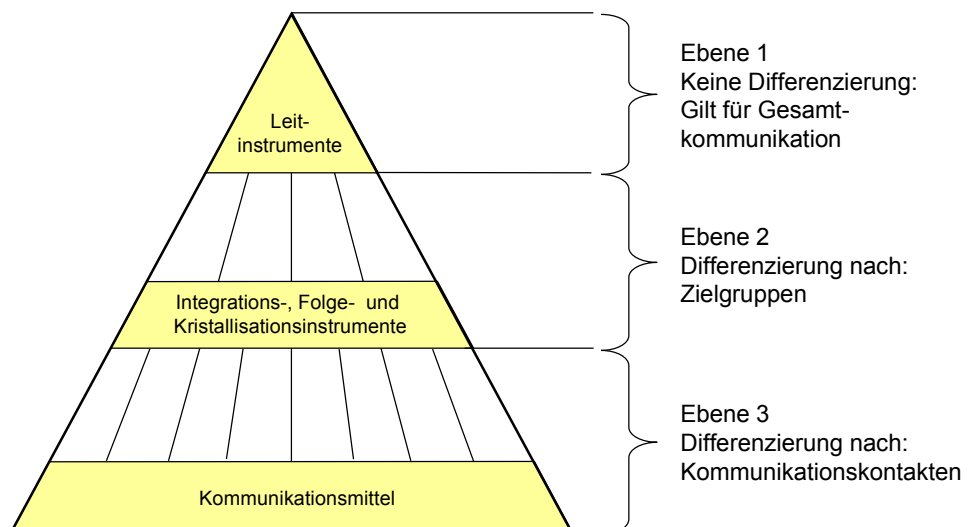 Leit-
instrumente
Ebene 1
Keine Differenzierung:
Gilt für Gesamt-
kommunikation
Ebene 2
Differenzierung nach:
Zielgruppen
Integrations-, Folge- und
Kristallisationsinstrumente
Ebene 3
Differenzierung nach:
Kommunikationskontakten
Kommunikationsmittel